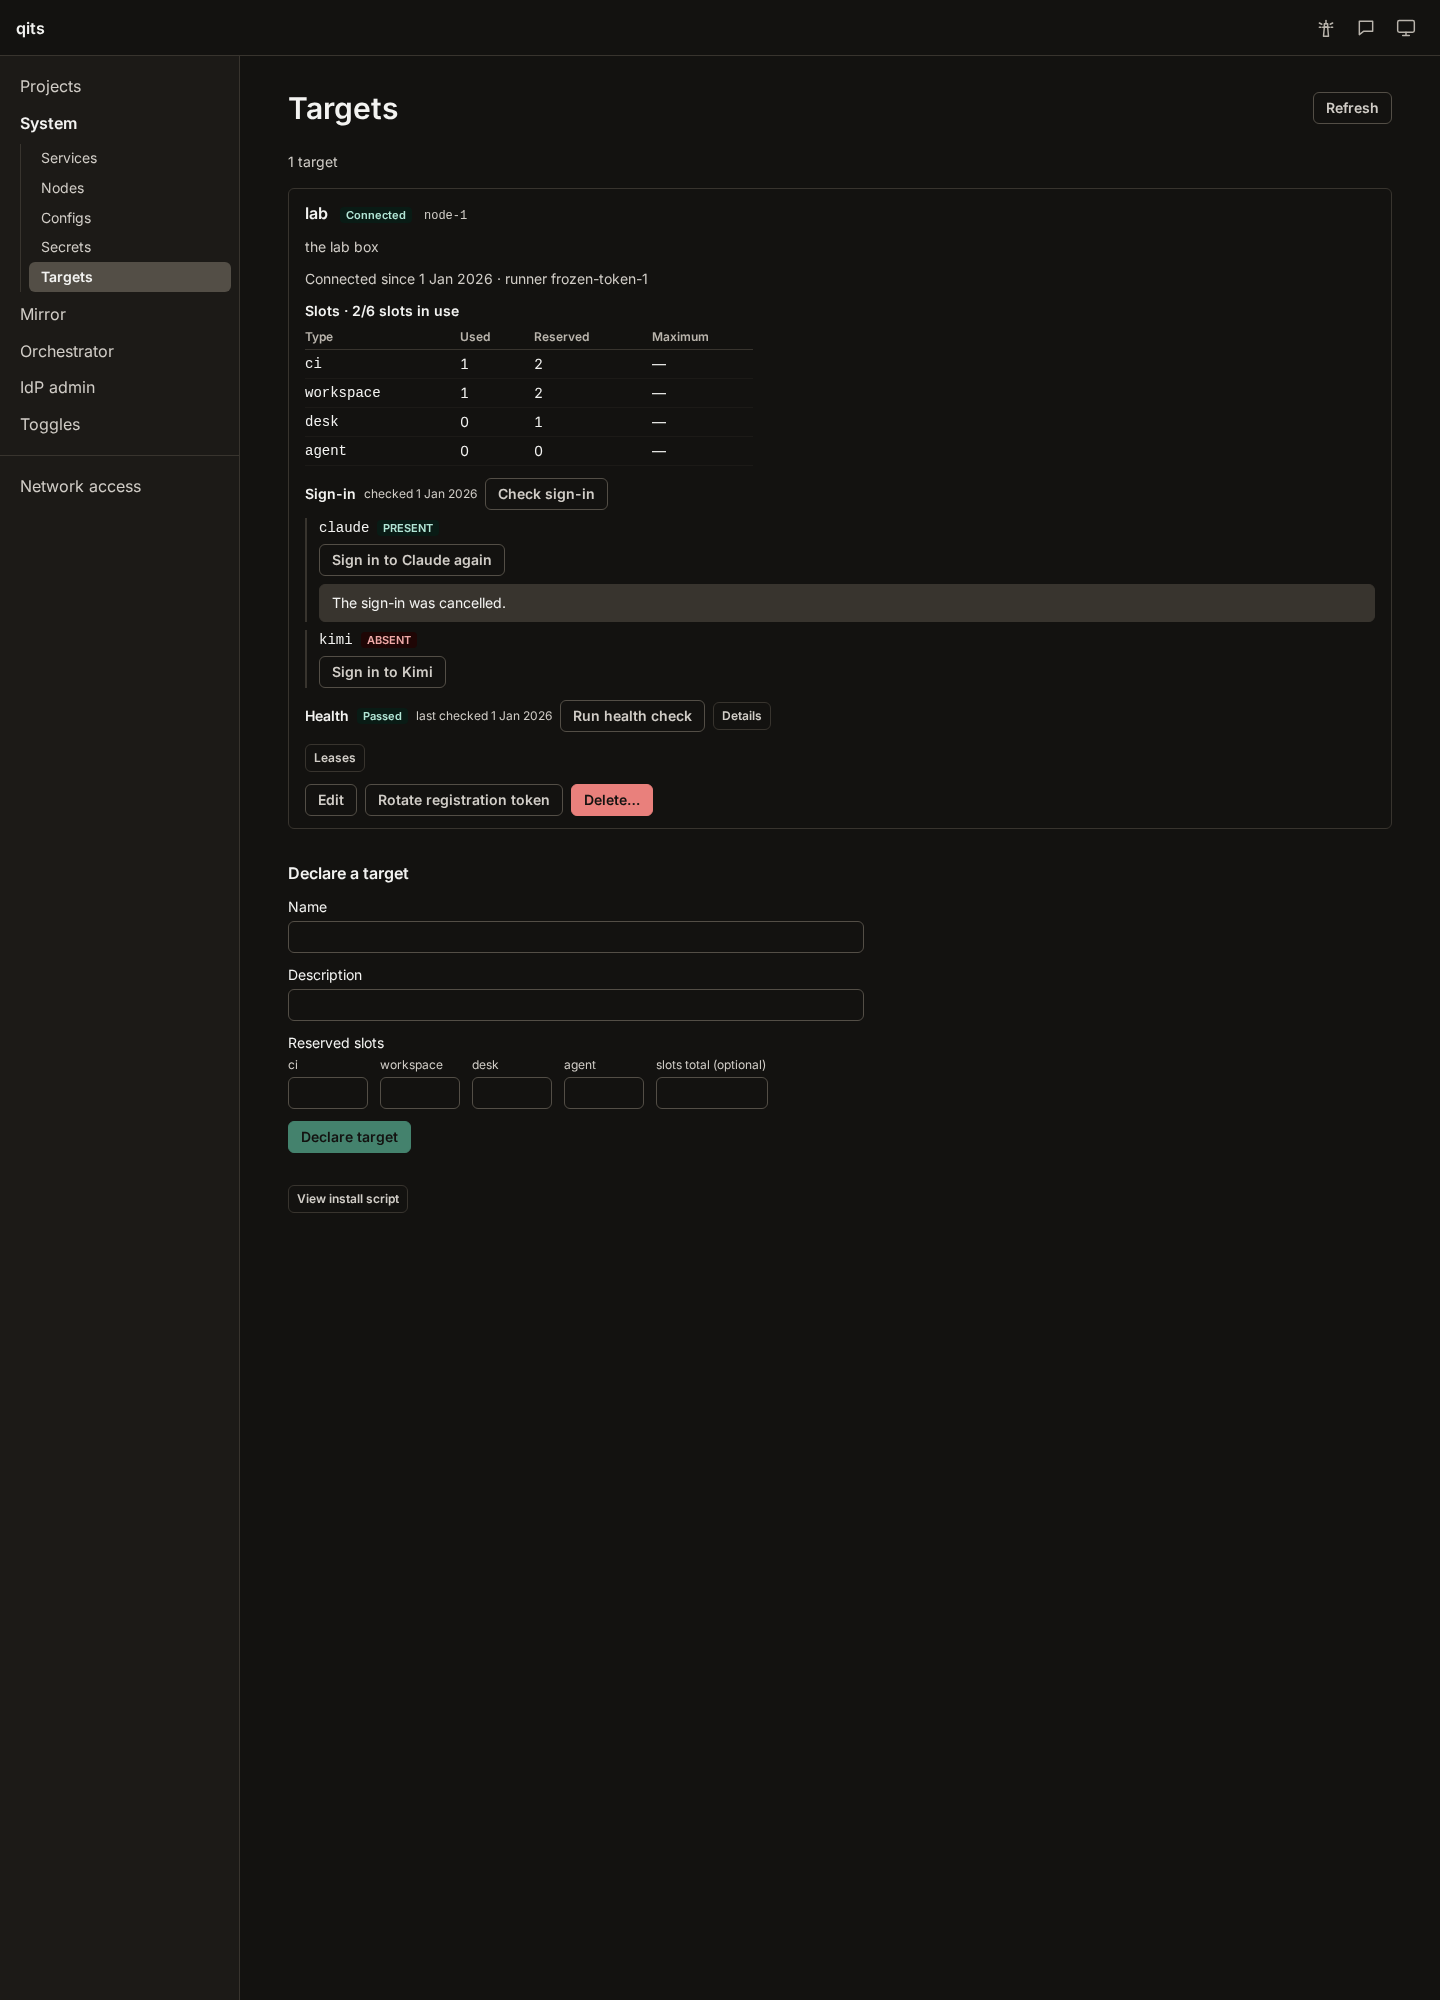 qits
Projects
System
Services
Nodes
Configs
Secrets
Targets
Mirror
Orchestrator
IdP admin
Toggles
Network access
Targets
Refresh
1 target
lab Connected node-1
the lab box
Connected since 1 Jan 2026 · runner frozen-token-1
Slots · 2/6 slots in use
Type Used Reserved Maximum
ci 1 2 —
workspace 1 2 —
desk 0 1 —
agent 0 0 —
Sign-in checked 1 Jan 2026 Check sign-in
claude PRESENT
Sign in to Claude again
The sign-in was cancelled.
kimi ABSENT
Sign in to Kimi
Health Passed last checked 1 Jan 2026 Run health check Details
Leases
Edit Rotate registration token Delete...
Declare a target
Name
Description
Reserved slots
ci workspace desk agent slots total (optional)
Declare target
View install script